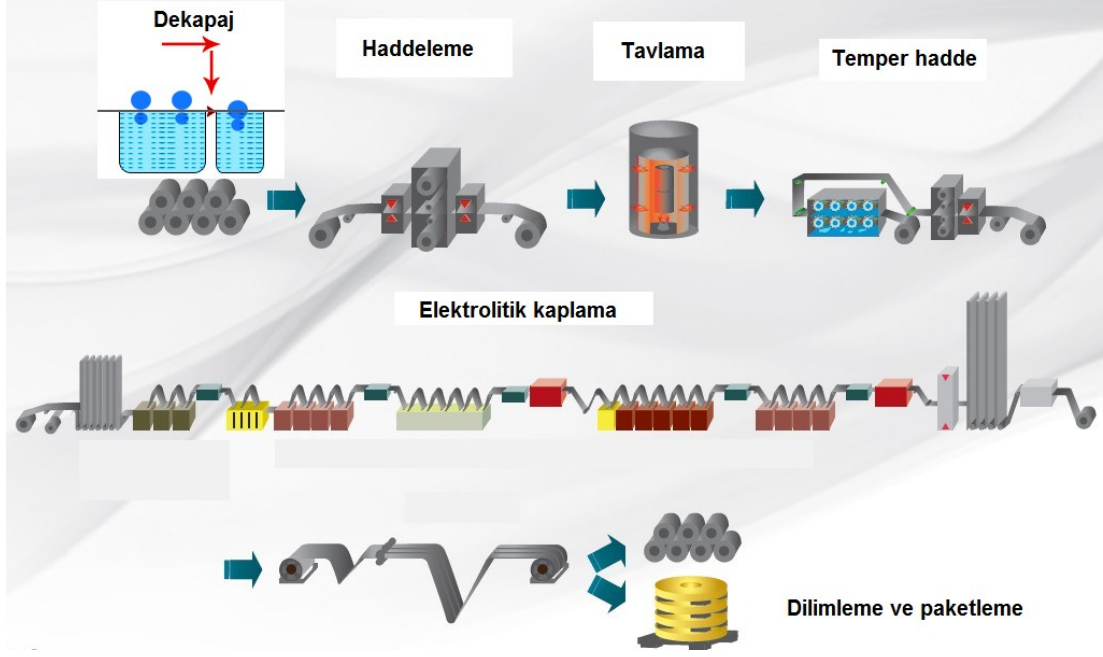 Dekapaj
Haddeleme
Tavlama
Temper hadde
Elektrolitik kaplama
Dilimleme ve paketleme